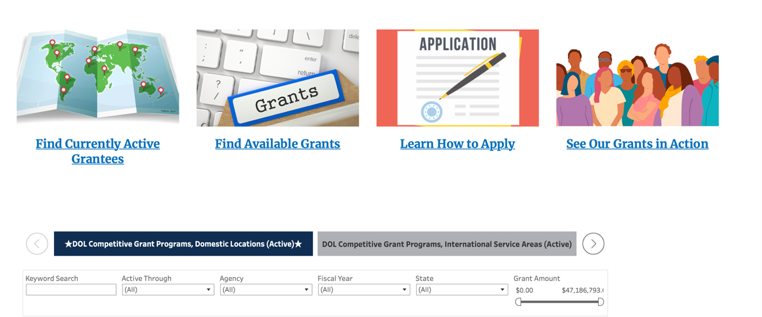 APPLICATION
Grants
Find Currently Active
Grantees
Find Available Grants
Learn How to Apply
See Our Grants in Action
★DOL Competitive Grant Programs, Domestic Locations (Active)★
DOL Competitive Grant Programs, International Service Areas (Active)
Keyword Search
Active Through
Agency
Fiscal Year
State
Grant Amount
(All)
(All)
(All)
(All)
$0.00
$47,186,793.